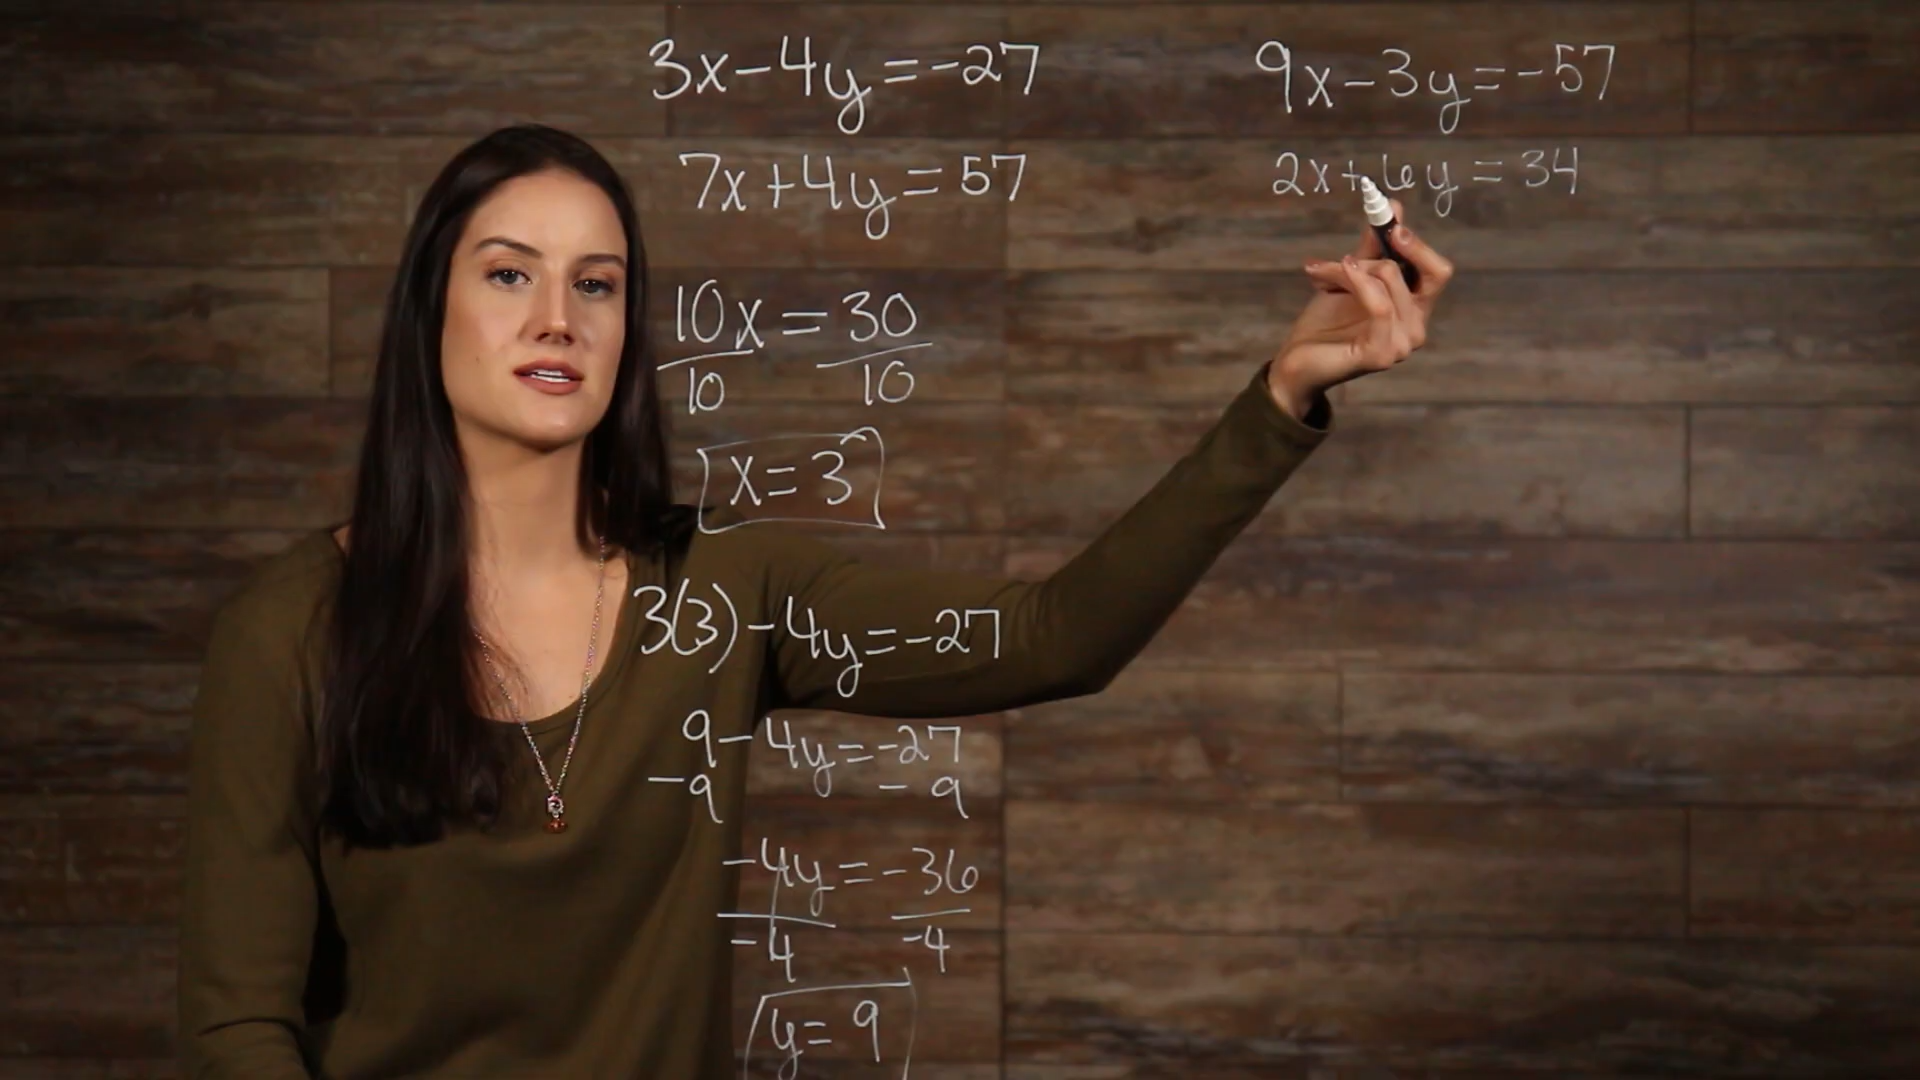 3x-4y=-27
7x+4y=57
10x=30
10 10
x=3
3(3)-4y=-27
9-4y=-27
-9 -9
-4y=-36
-4 -4
y=9
9x-3y=-57
2x+6y=34